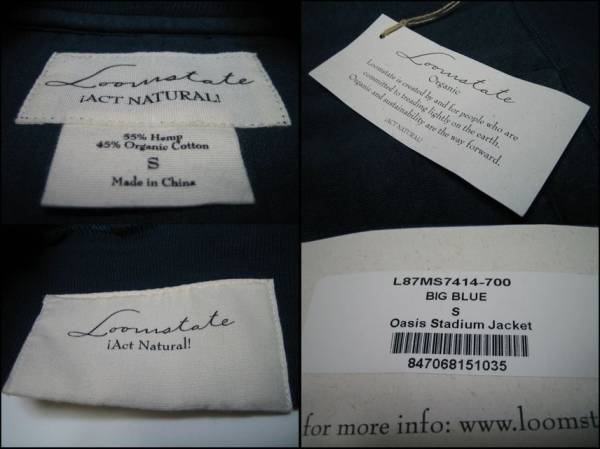 Loomstate
¡ACT NATURAL!
55% Hemp
45% Organic Cotton
S
Made in China
Loomstate
Organic
Loomstate is created by and for people who are
committed to treading lightly on the earth.
Organic and sustainability are the way forward.
¡ACT NATURAL!
Loomstate
¡Act Natural!
L87MS7414-700
BIG BLUE
S
Oasis Stadium Jacket
847068151035
for more info: www.loomst